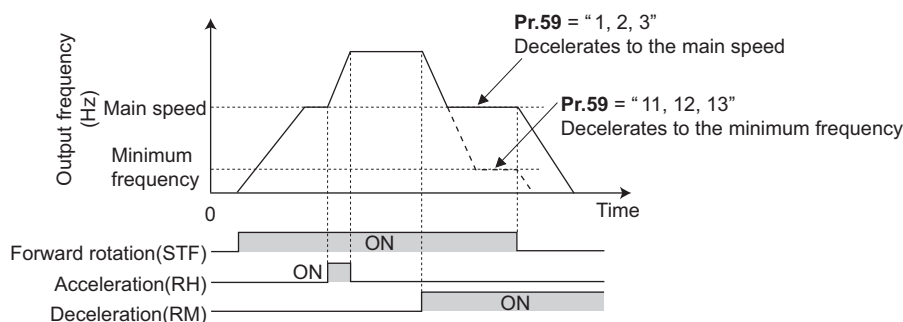 Pr.59 = “1, 2, 3”
Decelerates to the main speed
Output frequency
(Hz)
Main speed
Pr.59 = “11, 12, 13”
Decelerates to the minimum frequency
Minimum
frequency
0
Time
Forward rotation(STF)
ON
Acceleration(RH)
ON
Deceleration(RM)
ON